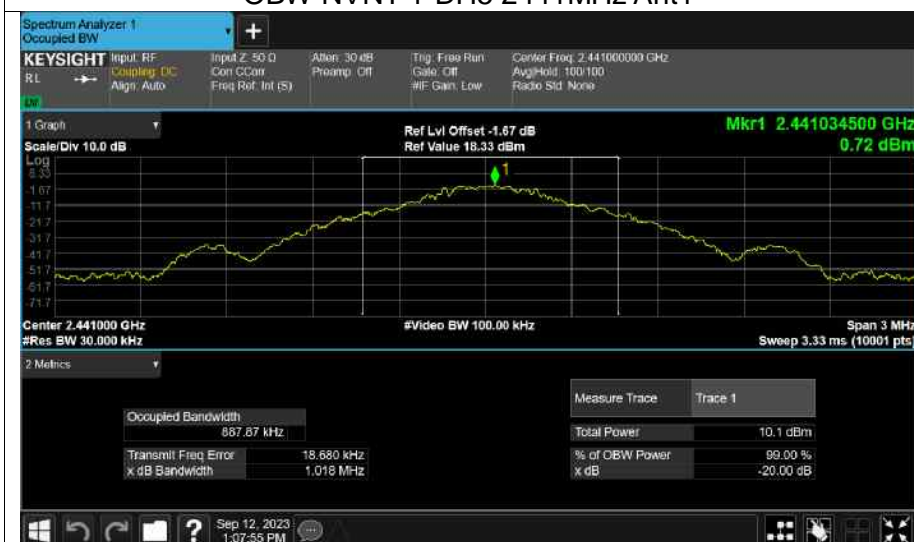 OBW NVNT 1-DH5 2441MHz Ant1
Spectrum Analyzer 1
Occupied BW
+
KEYSIGHT Input: RF Input Z: 50 Ω Atten: 30 dB Trig: Free Run Center Freq: 2.441000000 GHz
RL Coupling: DC Corr CCorr Preamp: Off Gate: Off Avg|Hold: 100/100
Align: Auto Freq Ref: Int (S) #IF Gain: Low Radio Std: None
1 Graph
Ref Lvl Offset -1.67 dB Mkr1 2.441034500 GHz
Scale/Div 10.0 dB Ref Value 18.33 dBm 0.72 dBm
Log
8.33
1
-1.67
-11.7
-21.7
-31.7
-41.7
-51.7
-61.7
-71.7
Center 2.441000 GHz #Video BW 100.00 kHz Span 3 MHz
#Res BW 30.000 kHz Sweep 3.33 ms (10001 pts)
2 Metrics
Measure Trace Trace 1
Occupied Bandwidth
887.87 kHz Total Power 10.1 dBm
Transmit Freq Error 18.680 kHz % of OBW Power 99.00 %
x dB Bandwidth 1.018 MHz x dB -20.00 dB
? Sep 12, 2023
1:07:55 PM